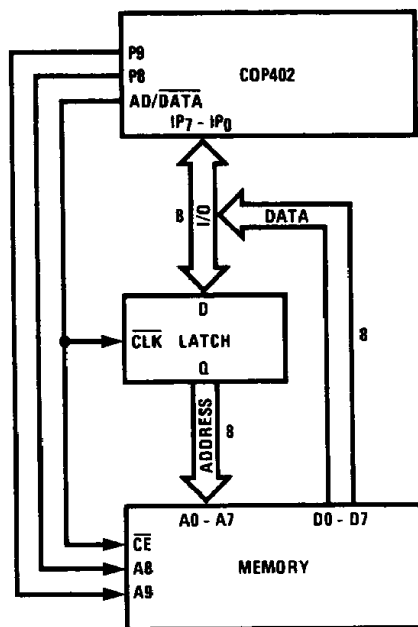 P9
P8
COP402
AD/DATA
IP7 - IP0
8
I/O
DATA
D
CLK LATCH
8
Q
ADDRESS
8
A0 - A7
D0 - D7
CE
A8
MEMORY
A9